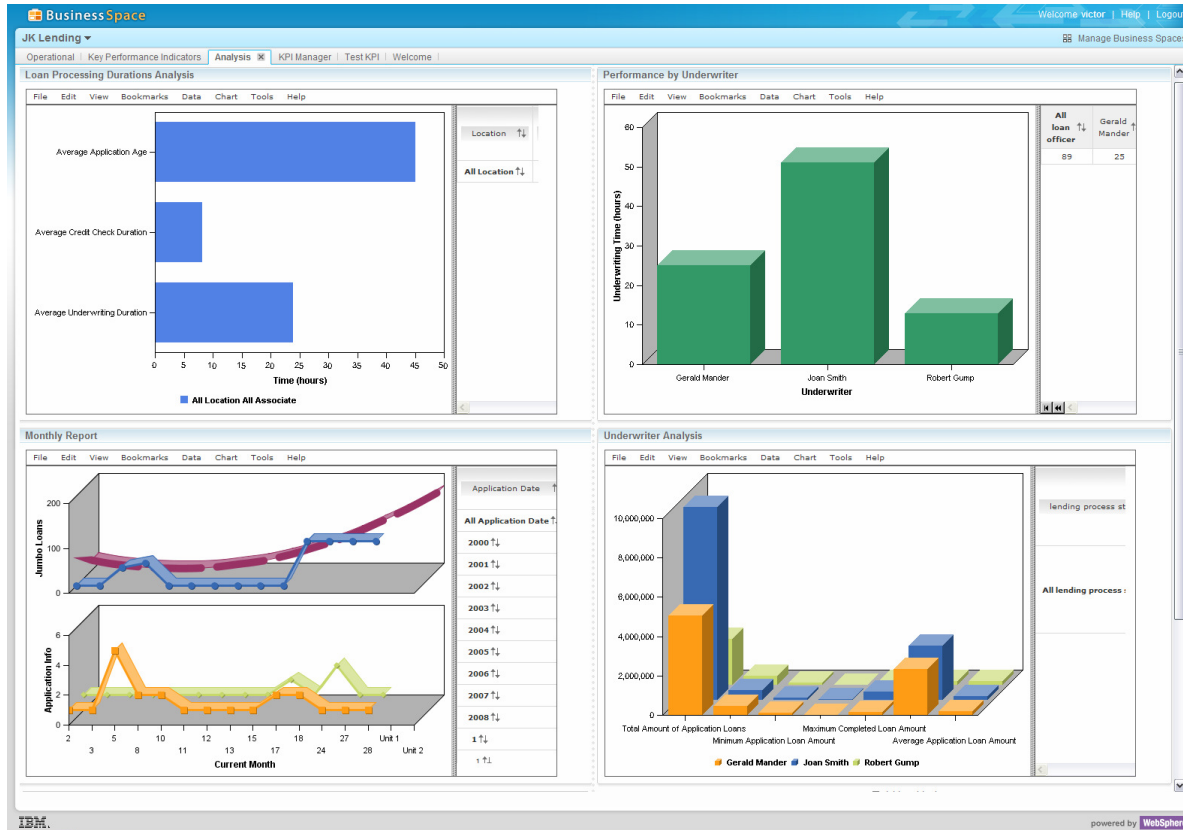 BusinessSpace
Welcome victor | Help | Logout
JK Lending
Manage Business Spaces
Operational | Key Performance Indicators | Analysis | KPI Manager | Test KPI | Welcome
Loan Processing Durations Analysis
File Edit View Bookmarks Data Chart Tools Help
Average Application Age
Average Credit Check Duration
Average Underwriting Duration
0 5 10 15 20 25 30 35 40 45 50
Time (hours)
All Location All Associate
Location
All Location
Performance by Underwriter
File Edit View Bookmarks Data Chart Tools Help
60
50
40
30
20
10
0
Underwriting Time (hours)
Gerald Mander Joan Smith Robert Gump
Underwriter
All loan officer
Gerald Mander
89 25
Monthly Report
File Edit View Bookmarks Data Chart Tools Help
200
100
0
Jumbo Loans
6
4
2
0
Application Info
2 5 10 12 14 15 18 27 Unit 1
3 8 11 13 17 24 28 Unit 2
Current Month
Application Date
All Application Date
2000
2001
2002
2003
2004
2005
2006
2007
2008
1
1
Underwriter Analysis
File Edit View Bookmarks Data Chart Tools Help
10,000,000
8,000,000
6,000,000
4,000,000
2,000,000
0
Total Amount of Application Loans Maximum Completed Loan Amount
Minimum Application Loan Amount Average Application Loan Amount
Gerald Mander Joan Smith Robert Gump
lending process st
All lending process
IBM.
powered by WebSphere